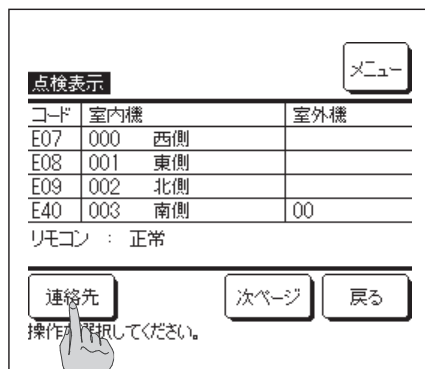 メニュー
点検表示
コード 室内機 室外機
E07 000 西側
E08 001 東側
E09 002 北側
E40 003 南側 00
リモコン : 正常
連絡先 次ページ 戻る
操作を選択してください。